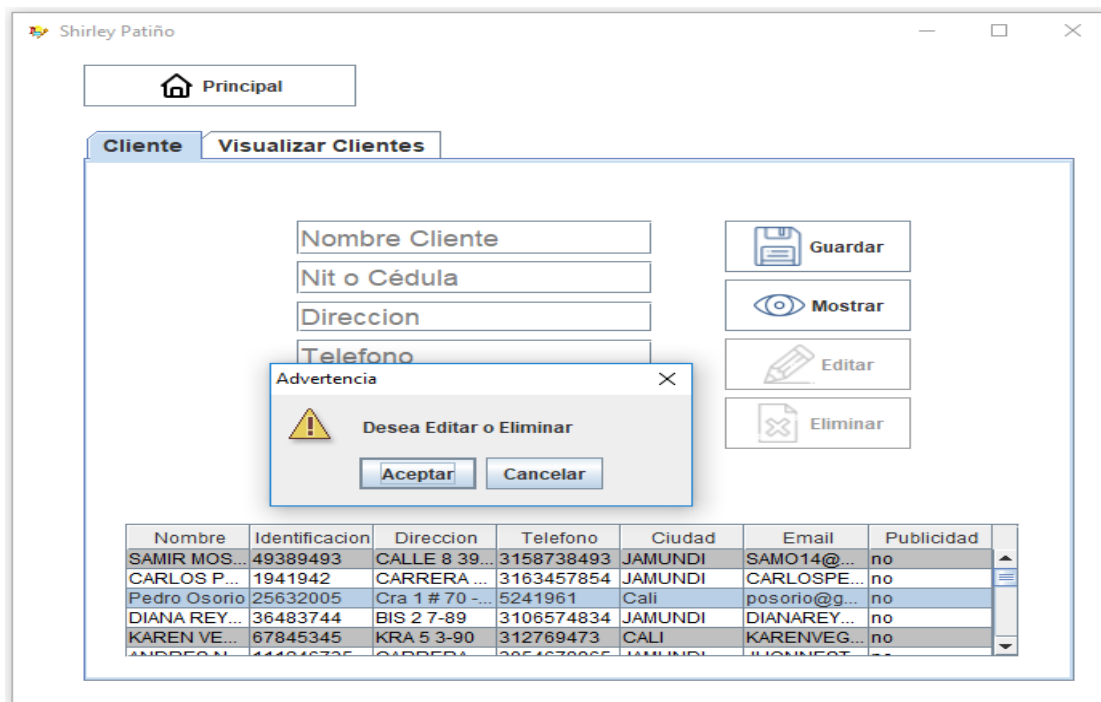 Shirley Patiño
Principal
Cliente Visualizar Clientes
Nombre Cliente
Guardar
Nit o Cédula
Mostrar
Direccion
Telefono
Editar
Advertencia
Eliminar
Desea Editar o Eliminar
Aceptar Cancelar
Nombre Identificacion Direccion Telefono Ciudad Email Publicidad
SAMIR MOS... 49389493 CALLE 8 39... 3158738493 JAMUNDI SAMO14@... no
CARLOS P... 1941942 CARRERA ... 3163457854 JAMUNDI CARLOSPE... no
Pedro Osorio 25632005 Cra 1 # 70 -... 5241961 Cali posorio@g... no
DIANA REY... 36483744 BIS 2 7-89 3106574834 JAMUNDI DIANAREY... no
KAREN VE... 67845345 KRA 5 3-90 312769473 CALI KARENVEG... no